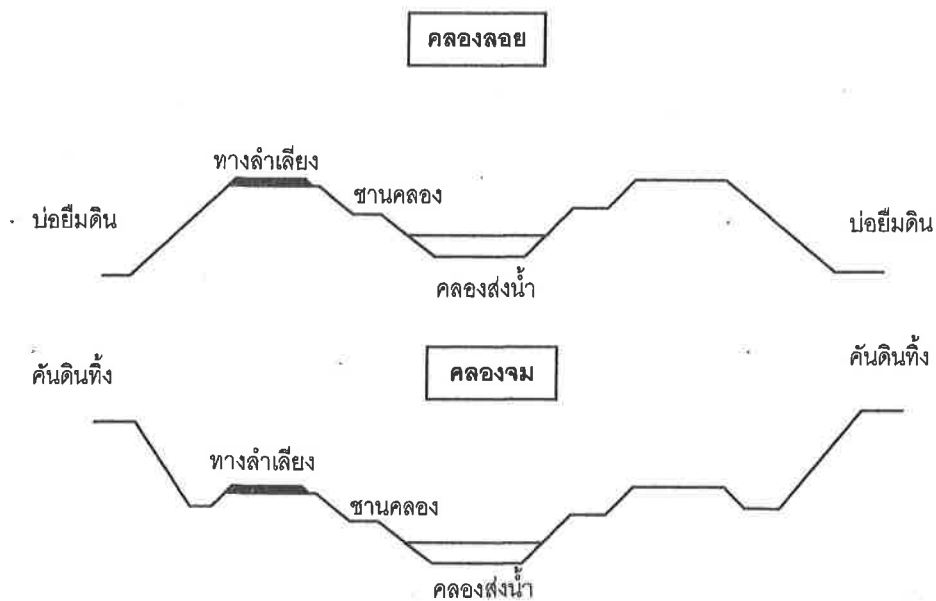 คลองลอย
ทางลำเลียง
ชานคลอง
บ่อยืมดิน
บ่อยืมดิน
คลองส่งน้ำ
คันดินทิ้ง
คลองจม
คันดินทิ้ง
ทางลำเลียง
ชานคลอง
คลองส่งน้ำ